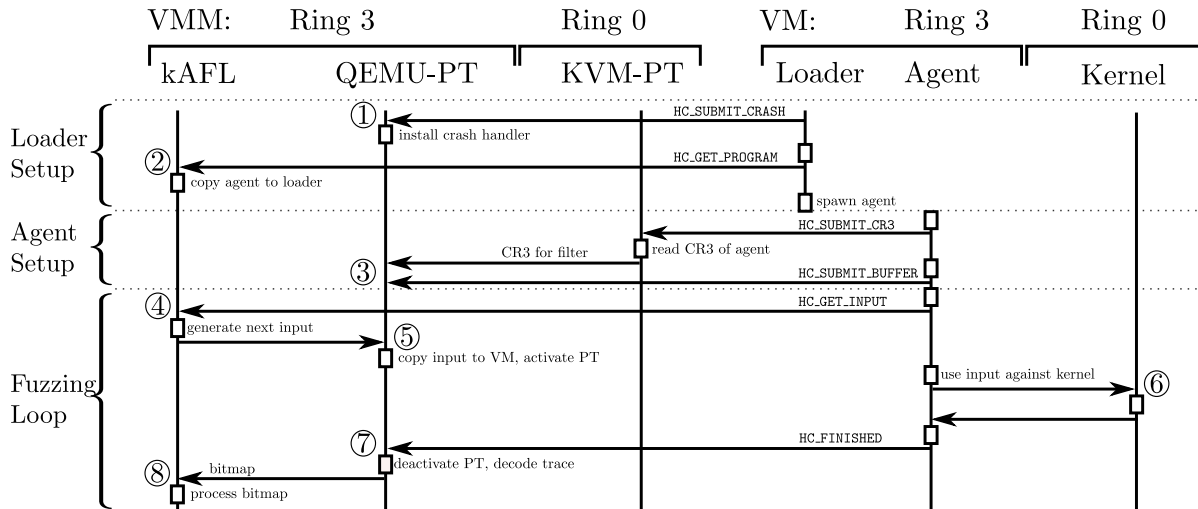 VMM: Ring 3 Ring 0 VM: Ring 3 Ring 0
kAFL QEMU-PT KVM-PT Loader Agent Kernel
① HC_SUBMIT_CRASH
install crash handler
Loader
Setup
② HC_GET_PROGRAM
copy agent to loader
spawn agent
Agent
Setup
HC_SUBMIT_CR3
read CR3 of agent
CR3 for filter
③ HC_SUBMIT_BUFFER
④ HC_GET_INPUT
generate next input
⑤
copy input to VM, activate PT
Fuzzing
Loop
use input against kernel
⑥
⑦ HC_FINISHED
deactivate PT, decode trace
⑧ bitmap
process bitmap